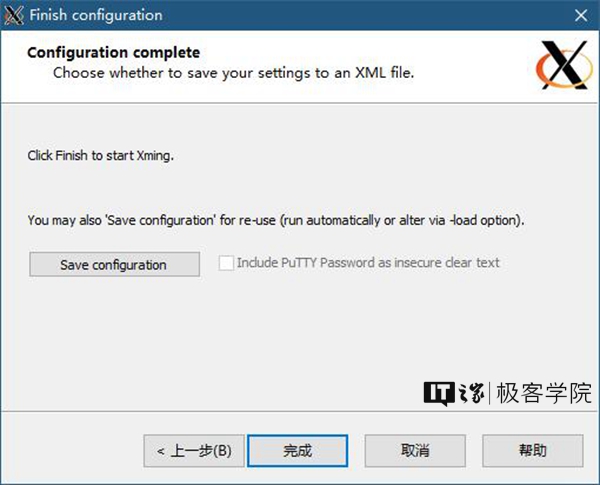 Finish configuration
Configuration complete
Choose whether to save your settings to an XML file.
Click Finish to start Xming.
You may also 'Save configuration' for re-use (run automatically or alter via -load option).
Save configuration
Include PuTTY Password as insecure clear text
IT之家|极客学院
< 上一步(B)
完成
取消
帮助